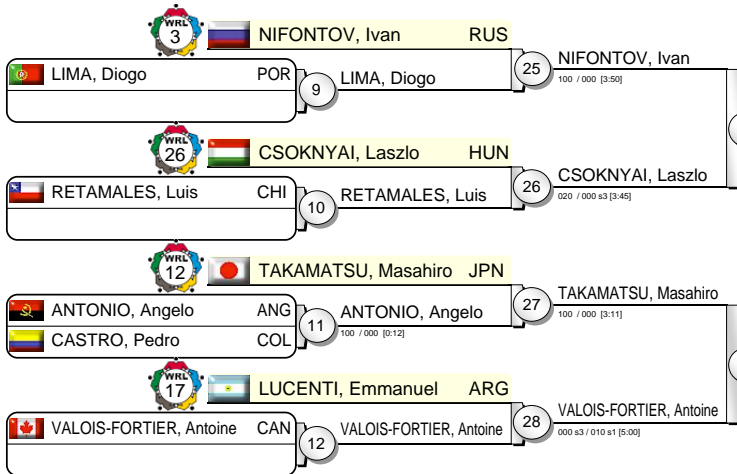 WRL
3
NIFONTOV, Ivan RUS
LIMA, Diogo POR
9
LIMA, Diogo
25
NIFONTOV, Ivan
100 / 000 [3:50]
WRL
26
CSOKNYAI, Laszlo HUN
RETAMALES, Luis CHI
10
RETAMALES, Luis
26
CSOKNYAI, Laszlo
020 / 000 s3 [3:45]
WRL
12
TAKAMATSU, Masahiro JPN
ANTONIO, Angelo ANG
CASTRO, Pedro COL
11
ANTONIO, Angelo
100 / 000 [0:12]
27
TAKAMATSU, Masahiro
100 / 000 [3:11]
WRL
17
LUCENTI, Emmanuel ARG
VALOIS-FORTIER, Antoine CAN
12
VALOIS-FORTIER, Antoine
28
VALOIS-FORTIER, Antoine
000 s3 / 010 s1 [5:00]